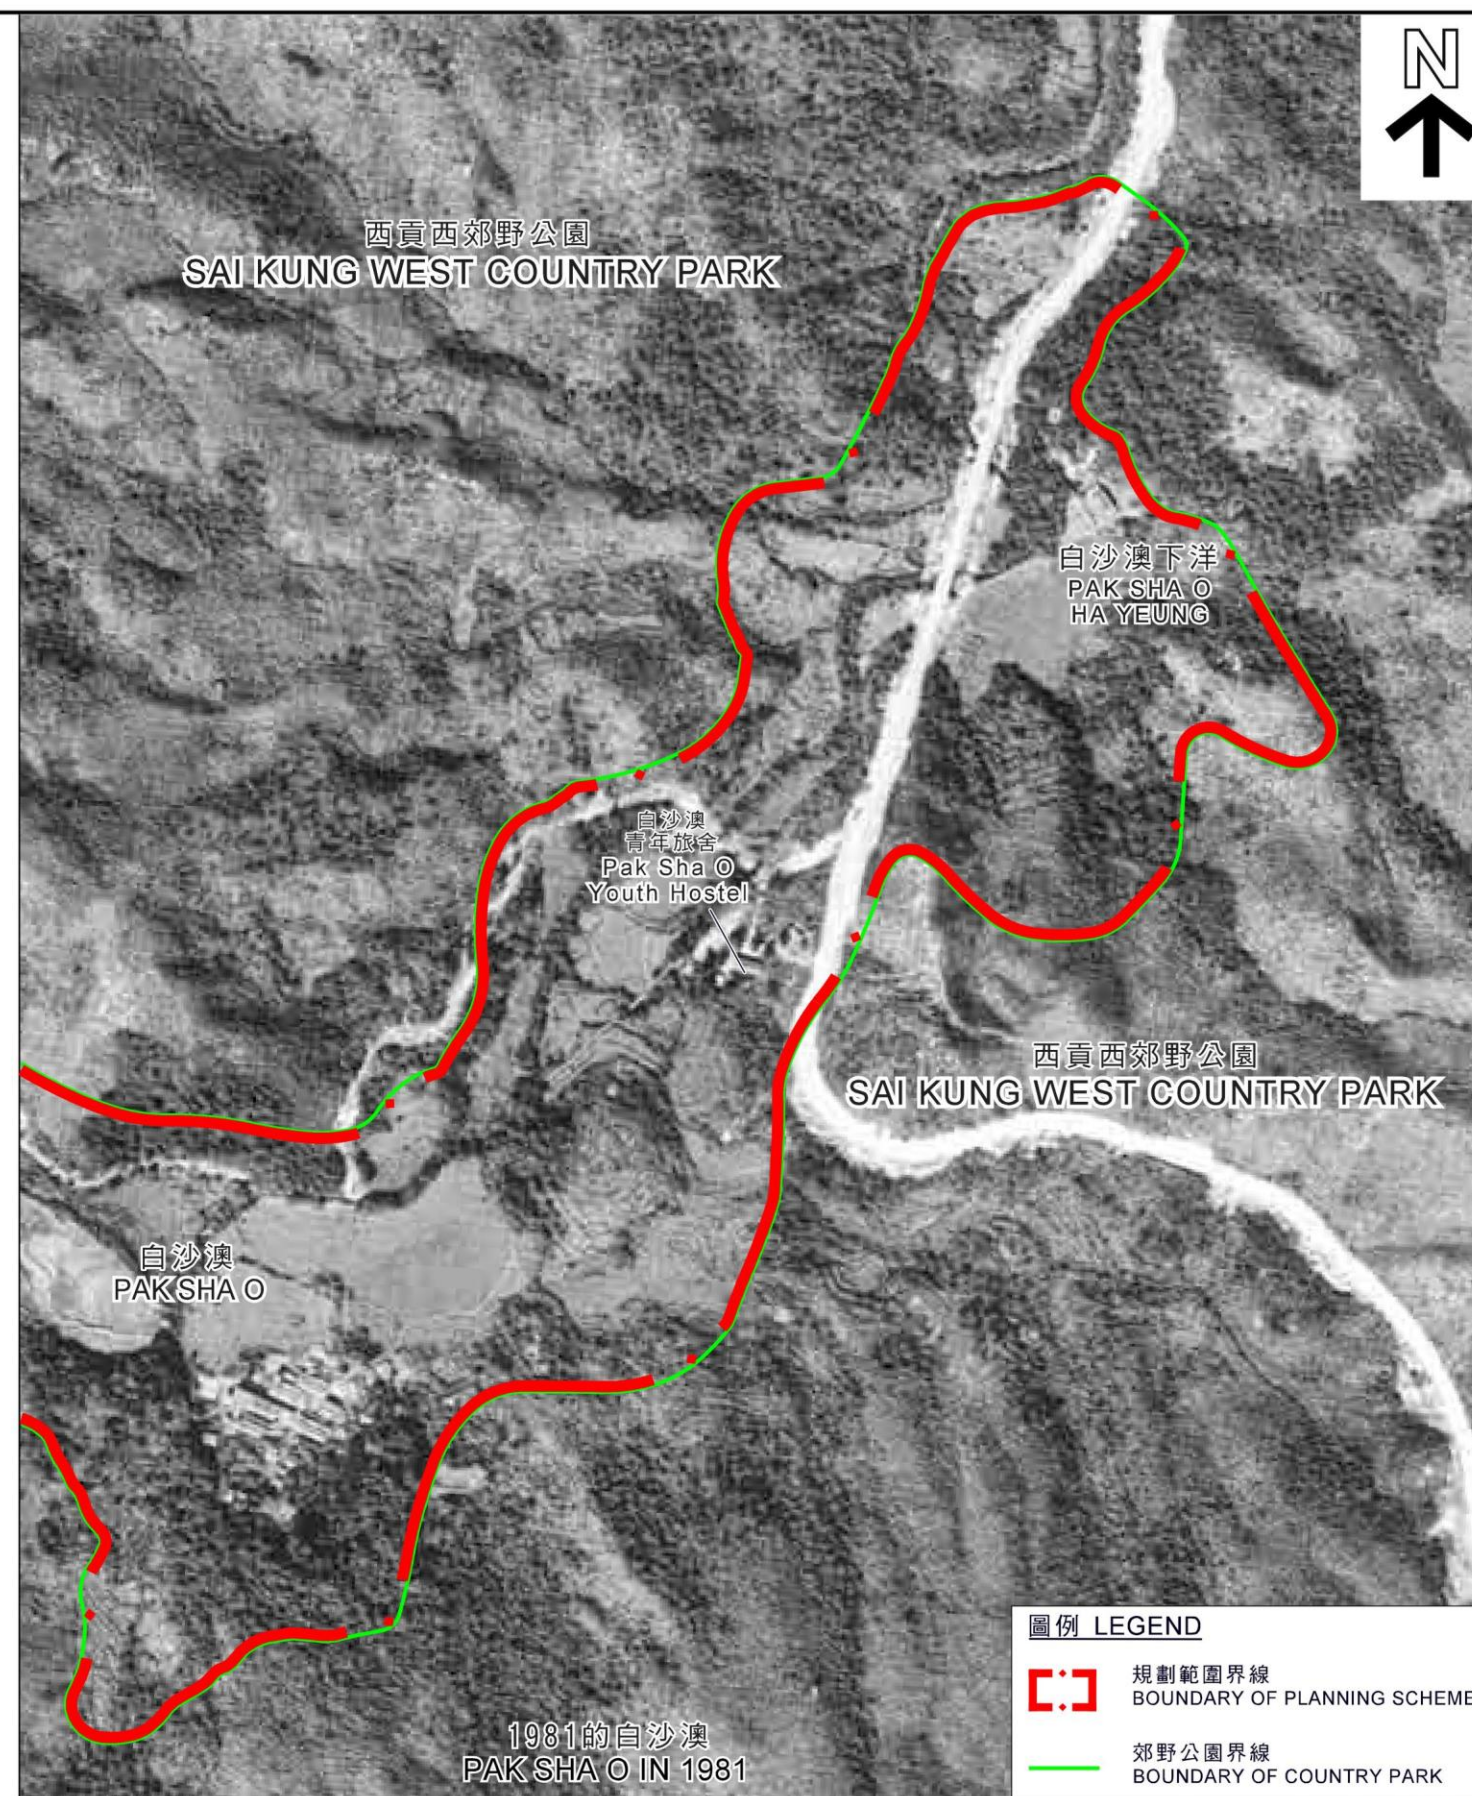 N
西貢西郊野公園
SAI KUNG WEST COUNTRY PARK
白沙澳下洋
PAK SHA O
HA YEUNG
白沙澳
青年旅舍
Pak Sha O
Youth Hostel
西貢西郊野公園
SAI KUNG WEST COUNTRY PARK
白沙澳
PAK SHA O
圖例 LEGEND
規劃範圍界線
BOUNDARY OF PLANNING SCHEME
郊野公園界線
BOUNDARY OF COUNTRY PARK
1981的白沙澳
PAK SHA O IN 1981